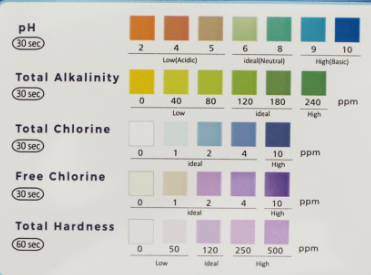 pH
30 sec
2 4 5 6 8 9 10
Low(Acidic) ideal(Neutral) High(Basic)
Total Alkalinity
30 sec
0 40 80 120 180 240 ppm
Low ideal High
Total Chlorine
30 sec
0 1 2 4 10 ppm
ideal High
Free Chlorine
30 sec
0 1 2 4 10 ppm
ideal High
Total Hardness
60 sec
0 50 120 250 500 ppm
Low ideal High